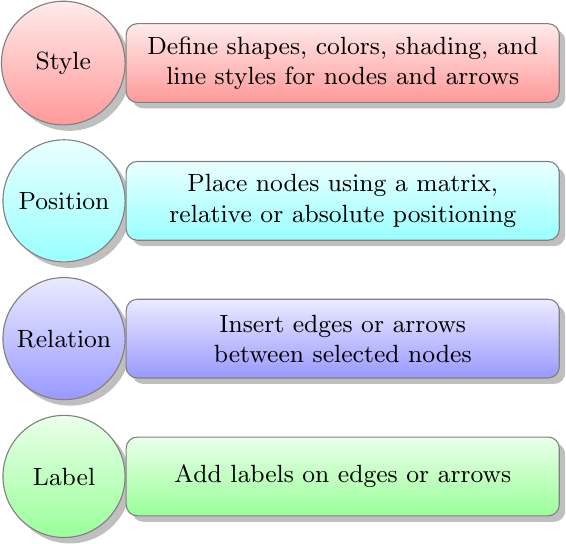 Style
Define shapes, colors, shading, and
line styles for nodes and arrows
Position
Place nodes using a matrix,
relative or absolute positioning
Relation
Insert edges or arrows
between selected nodes
Label
Add labels on edges or arrows